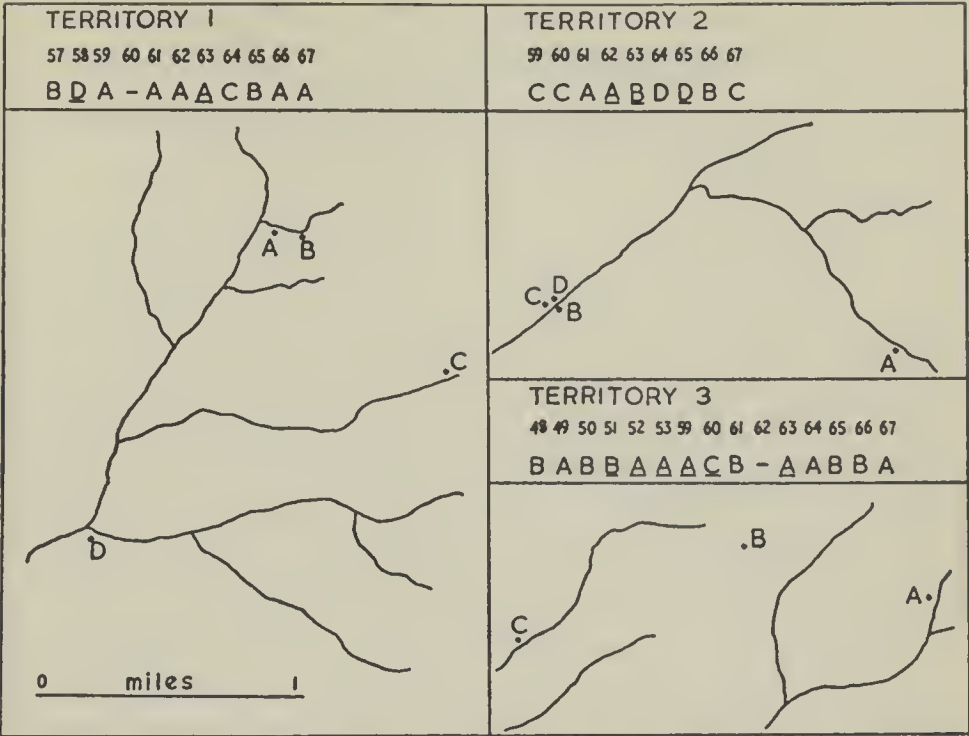 TERRITORY 1
57 58 59 60 61 62 63 64 65 66 67
B D A - A A A C B A A
A
B
C
D
0 miles 1
TERRITORY 2
59 60 61 62 63 64 65 66 67
C C A A B D D B C
D
C
B
A
TERRITORY 3
48 49 50 51 52 53 59 60 61 62 63 64 65 66 67
B A B B A A A C B - A A B B A
B
A
C